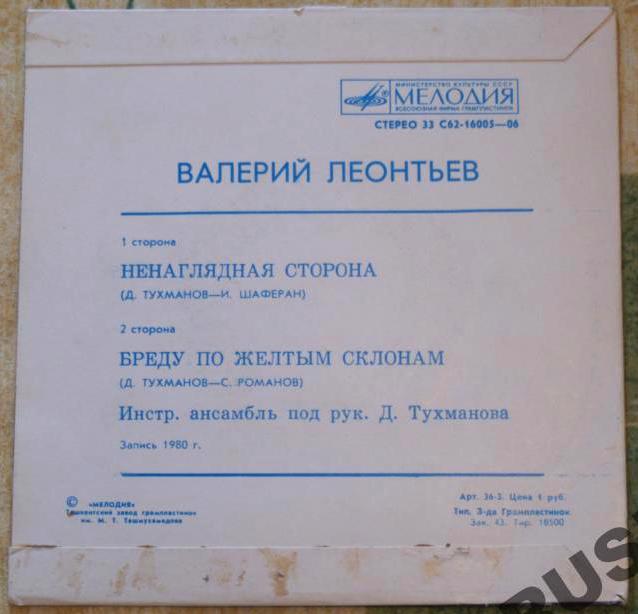 МИНИСТЕРСТВО КУЛЬТУРЫ СССР
МЕЛОДИЯ
ВСЕСОЮЗНАЯ ФИРМА ГРАМПЛАСТИНОК
СТЕРЕО 33 С62-16005—06
ВАЛЕРИЙ ЛЕОНТЬЕВ
1 сторона
НЕНАГЛЯДНАЯ СТОРОНА
(Д. ТУХМАНОВ—И. ШАФЕРАН)
2 сторона
БРЕДУ ПО ЖЕЛТЫМ СКЛОНАМ
(Д. ТУХМАНОВ—С. РОМАНОВ)
Инстр. ансамбль под рук. Д. Тухманова
Запись 1980 г.
© «МЕЛОДИЯ»
Ташкентский завод грампластинок
им. М. Т. Ташмухамедова
Арт. 36-3. Цена 1 руб.
Тип. З-да Грампластинок
Зак. 43. Тир. 18500
RUS